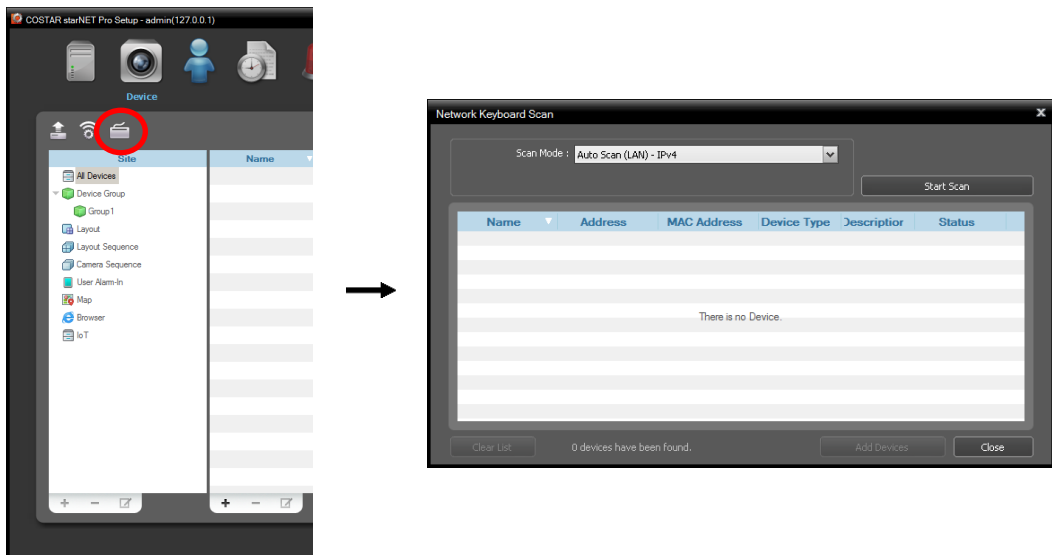 COSTAR starNET Pro Setup - admin(127.0.0.1)
Device
Site
Name
All Devices
Device Group
Group1
Layout
Layout Sequence
Camera Sequence
User Alarm-In
Map
Browser
IoT
Network Keyboard Scan
x
Scan Mode : Auto Scan (LAN) - IPv4
Start Scan
Name Address MAC Address Device Type Description Status
There is no Device.
Clear List 0 devices have been found. Add Devices Close